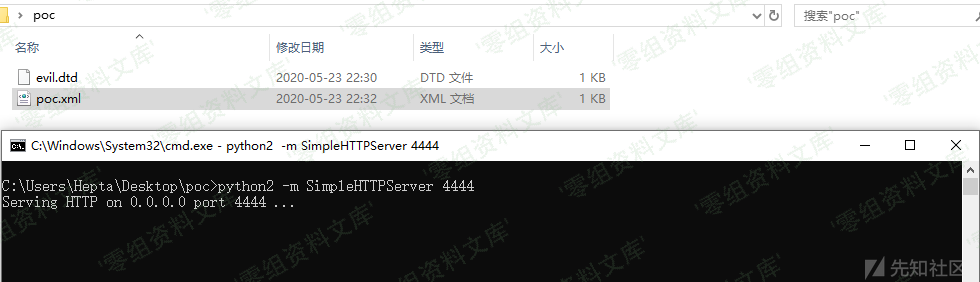 poc
搜索"poc"
名称 修改日期 类型 大小
evil.dtd 2020-05-23 22:30 DTD 文件 1 KB
poc.xml 2020-05-23 22:32 XML 文档 1 KB
C:\Windows\System32\cmd.exe - python2 -m SimpleHTTPServer 4444
C:\Users\Hepta\Desktop\poc>python2 -m SimpleHTTPServer 4444
Serving HTTP on 0.0.0.0 port 4444 ...
'零组资料文库'
先知社区